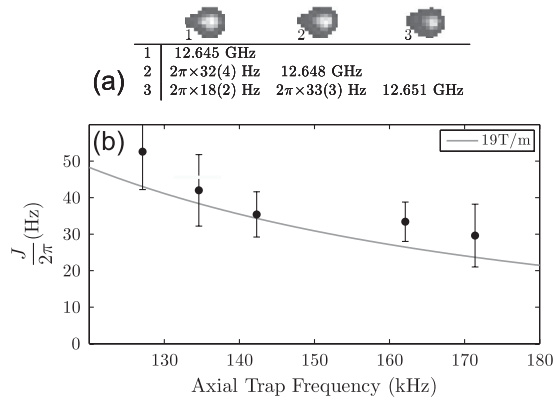 1 2 3
1 12.645 GHz
2 2π×32(4) Hz 12.648 GHz
3 2π×18(2) Hz 2π×33(3) Hz 12.651 GHz
(a)
(b)
19T/m
50
40
30
20
10
0
J/2π (Hz)
130 140 150 160 170 180
Axial Trap Frequency (kHz)